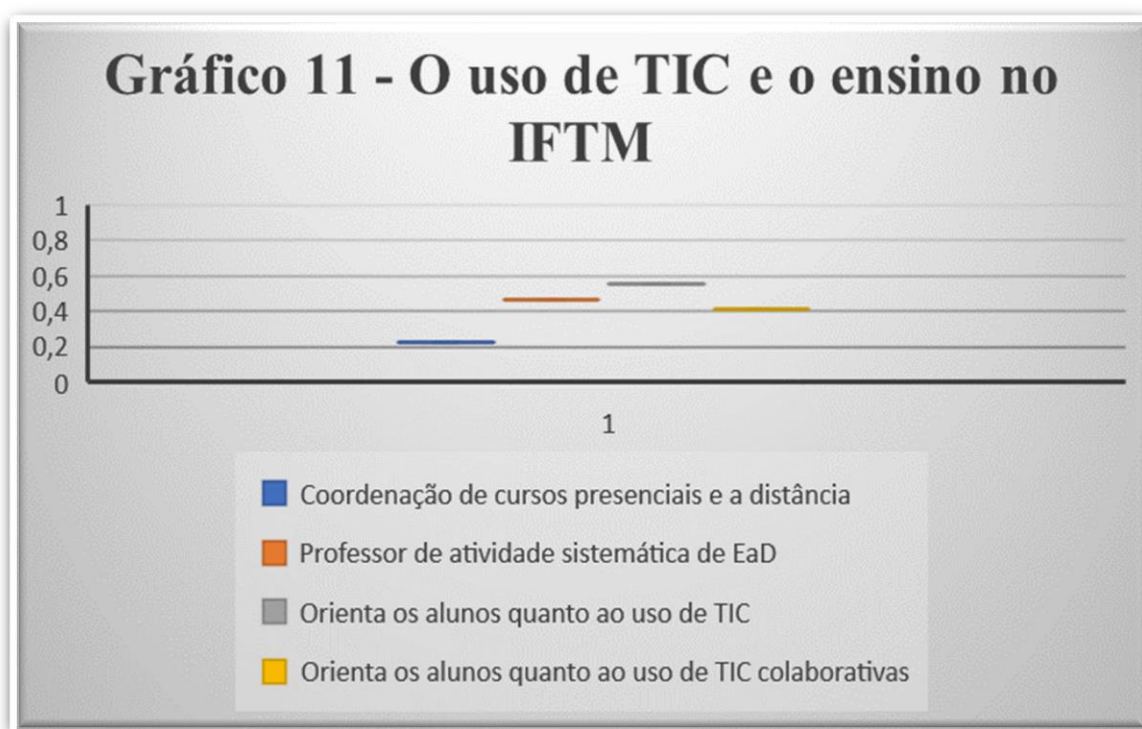 Gráfico 11 - O uso de TIC e o ensino no
IFTM
1
0,8
0,6
0,4
0,2
0
1
Coordenação de cursos presenciais e a distância
Professor de atividade sistemática de EaD
Orienta os alunos quanto ao uso de TIC
Orienta os alunos quanto ao uso de TIC colaborativas